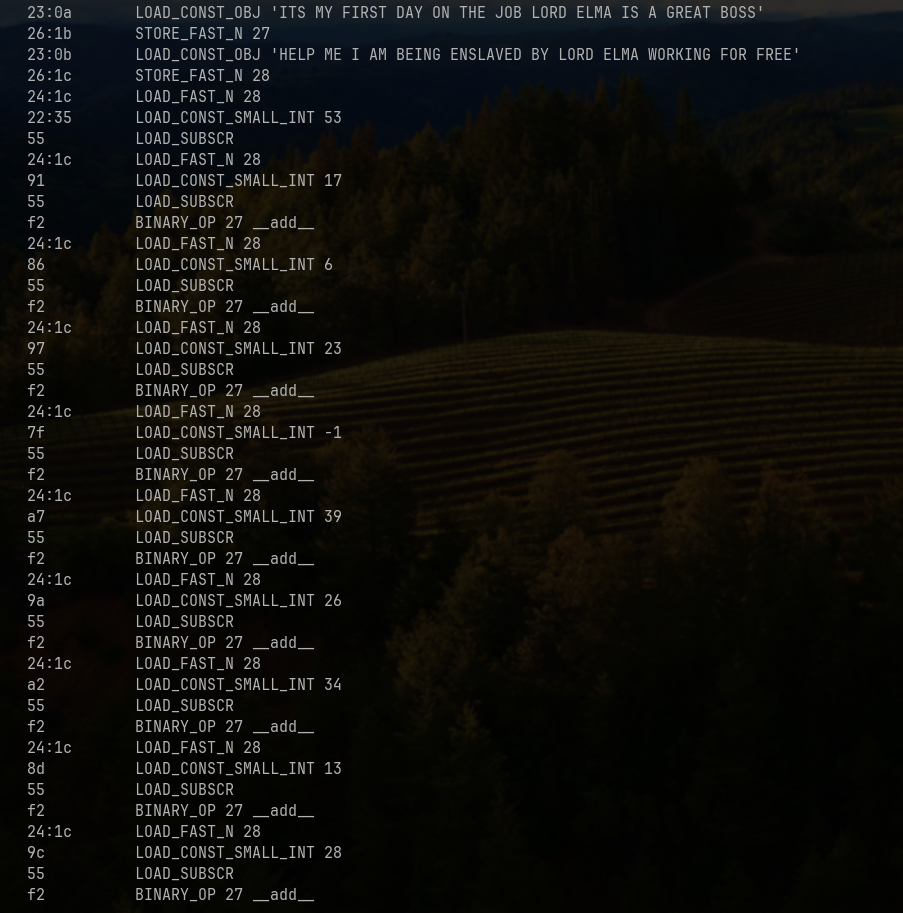 23:0a LOAD_CONST_OBJ 'ITS MY FIRST DAY ON THE JOB LORD ELMA IS A GREAT BOSS'
26:1b STORE_FAST_N 27
23:0b LOAD_CONST_OBJ 'HELP ME I AM BEING ENSLAVED BY LORD ELMA WORKING FOR FREE'
26:1c STORE_FAST_N 28
24:1c LOAD_FAST_N 28
22:35 LOAD_CONST_SMALL_INT 53
55 LOAD_SUBSCR
24:1c LOAD_FAST_N 28
91 LOAD_CONST_SMALL_INT 17
55 LOAD_SUBSCR
f2 BINARY_OP 27 __add__
24:1c LOAD_FAST_N 28
86 LOAD_CONST_SMALL_INT 6
55 LOAD_SUBSCR
f2 BINARY_OP 27 __add__
24:1c LOAD_FAST_N 28
97 LOAD_CONST_SMALL_INT 23
55 LOAD_SUBSCR
f2 BINARY_OP 27 __add__
24:1c LOAD_FAST_N 28
7f LOAD_CONST_SMALL_INT -1
55 LOAD_SUBSCR
f2 BINARY_OP 27 __add__
24:1c LOAD_FAST_N 28
a7 LOAD_CONST_SMALL_INT 39
55 LOAD_SUBSCR
f2 BINARY_OP 27 __add__
24:1c LOAD_FAST_N 28
9a LOAD_CONST_SMALL_INT 26
55 LOAD_SUBSCR
f2 BINARY_OP 27 __add__
24:1c LOAD_FAST_N 28
a2 LOAD_CONST_SMALL_INT 34
55 LOAD_SUBSCR
f2 BINARY_OP 27 __add__
24:1c LOAD_FAST_N 28
8d LOAD_CONST_SMALL_INT 13
55 LOAD_SUBSCR
f2 BINARY_OP 27 __add__
24:1c LOAD_FAST_N 28
9c LOAD_CONST_SMALL_INT 28
55 LOAD_SUBSCR
f2 BINARY_OP 27 __add__